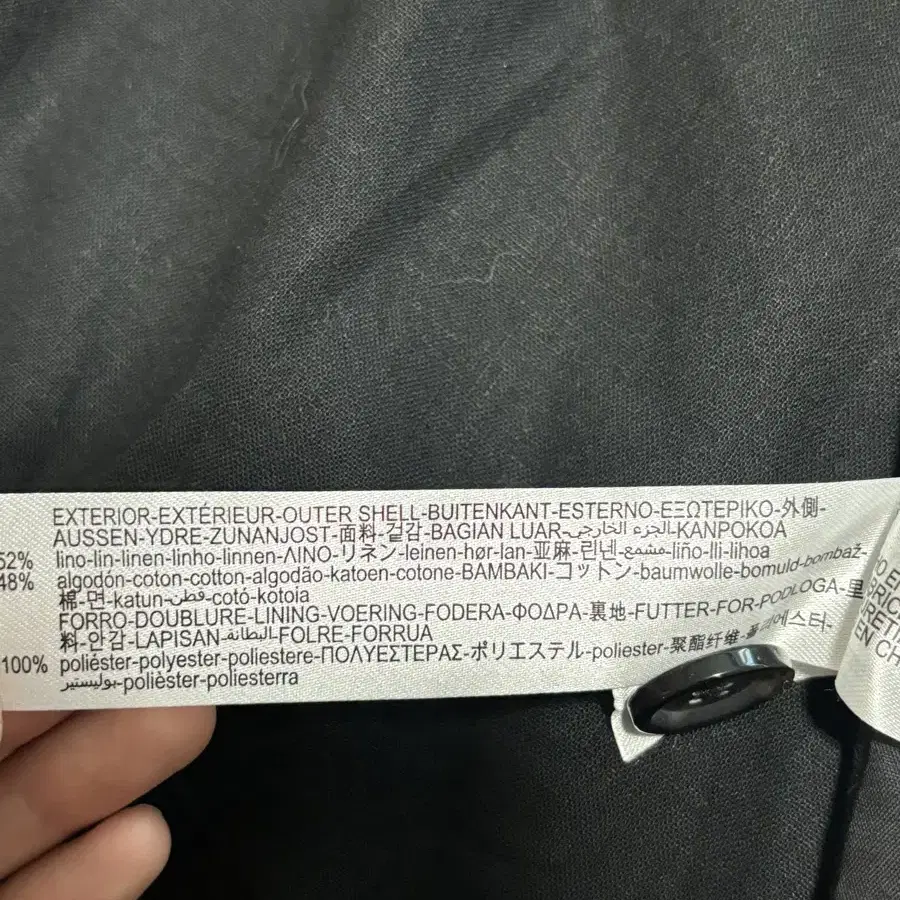 EXTERIOR-EXTÉRIEUR-OUTER SHELL-BUITENKANT-ESTERNO-ΕΞΩΤΕΡΙΚΟ-外側-
AUSSEN-YDRE-ZUNANJOST-面料-겉감-BAGIAN LUAR-الجزء الخارجي-KANPOKOA
52% lino-lin-linen-linho-linnen-ΛΙΝΟ-リネン-leinen-hør-lan-亚麻-린넨-مشمع-liño-lli-lihoa
48% algodón-coton-cotton-algodão-katoen-cotone-ΒΑΜΒΑΚΙ-コットン-baumwolle-bomuld-bombaž-
棉-면-katun-قطن-cotó-kotoia
FORRO-DOUBLURE-LINING-VOERING-FODERA-ΦΟΔΡΑ-裏地-FUTTER-FOR-PODLOGA-里
料-안감-LAPISAN-البطانة-FOLRE-FORRUA
100% poliéster-polyester-poliestere-ΠΟΛΥΕΣΤΕΡΑΣ-ポリエステル-poliester-聚酯纤维-폴리에스터-
بوليستير-polièster-poliesterra